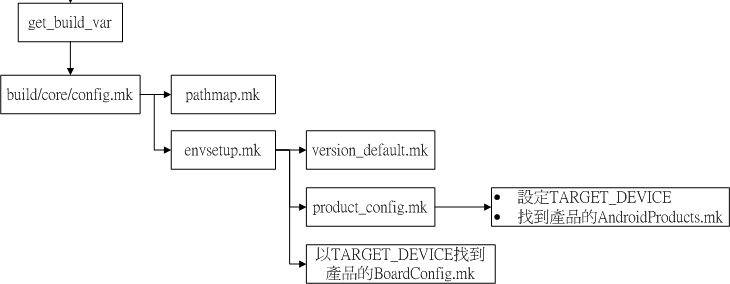 get_build_var
build/core/config.mk
pathmap.mk
envsetup.mk
version_default.mk
product_config.mk
• 設定TARGET_DEVICE
• 找到產品的AndroidProducts.mk
以TARGET_DEVICE找到
產品的BoardConfig.mk